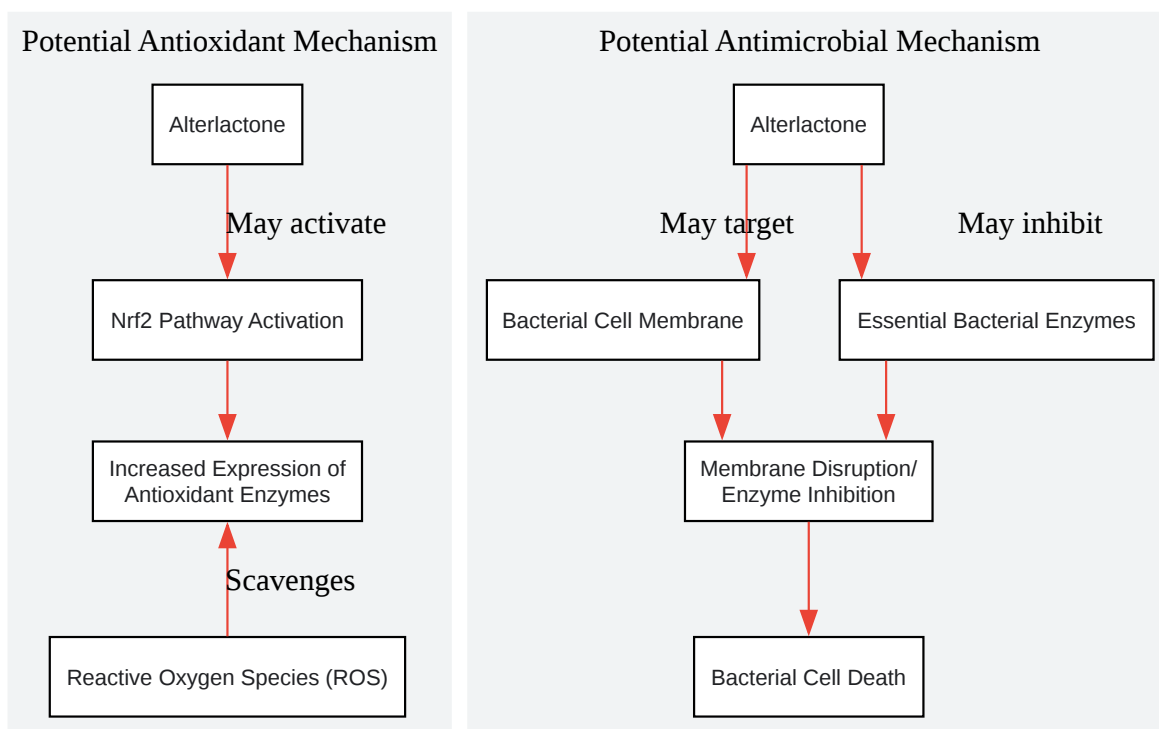 Potential Antioxidant Mechanism
Alterlactone
May activate
Nrf2 Pathway Activation
Increased Expression of
Antioxidant Enzymes
Scavenges
Reactive Oxygen Species (ROS)
Potential Antimicrobial Mechanism
Alterlactone
May target
May inhibit
Bacterial Cell Membrane
Essential Bacterial Enzymes
Membrane Disruption/
Enzyme Inhibition
Bacterial Cell Death